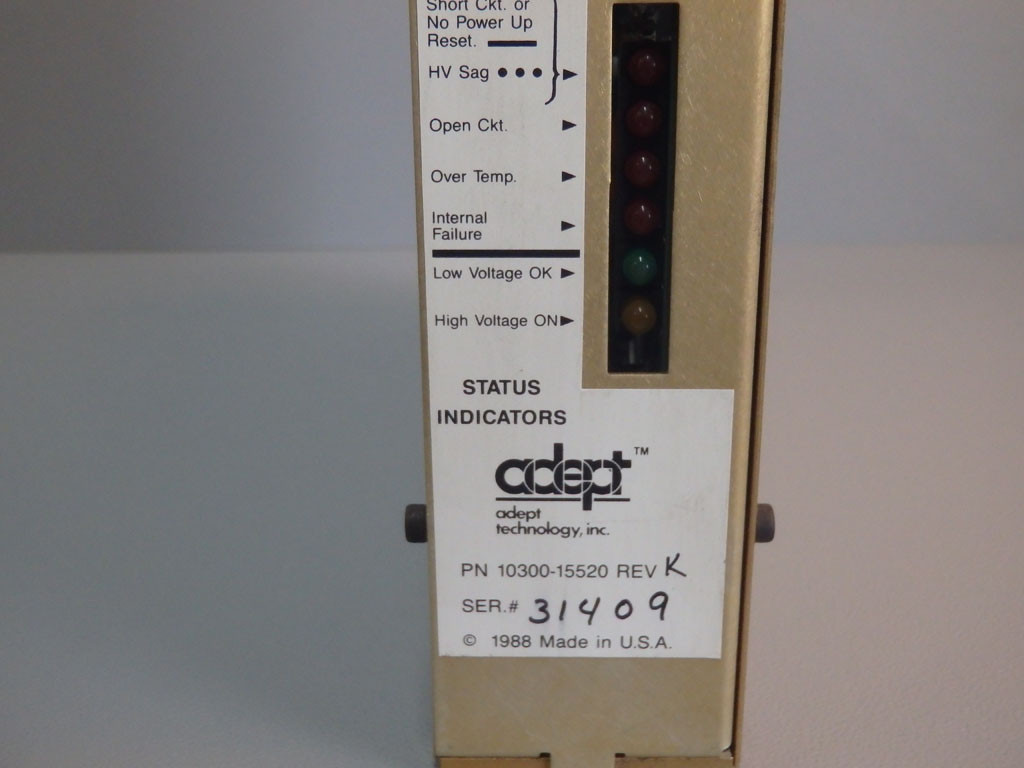 Short Ckt. or
No Power Up
Reset.
HV Sag •••
Open Ckt.
Over Temp.
Internal
Failure
Low Voltage OK
High Voltage ON
STATUS
INDICATORS
adept™
adept
technology, inc.
PN 10300-15520 REV K
SER.# 31409
© 1988 Made in U.S.A.